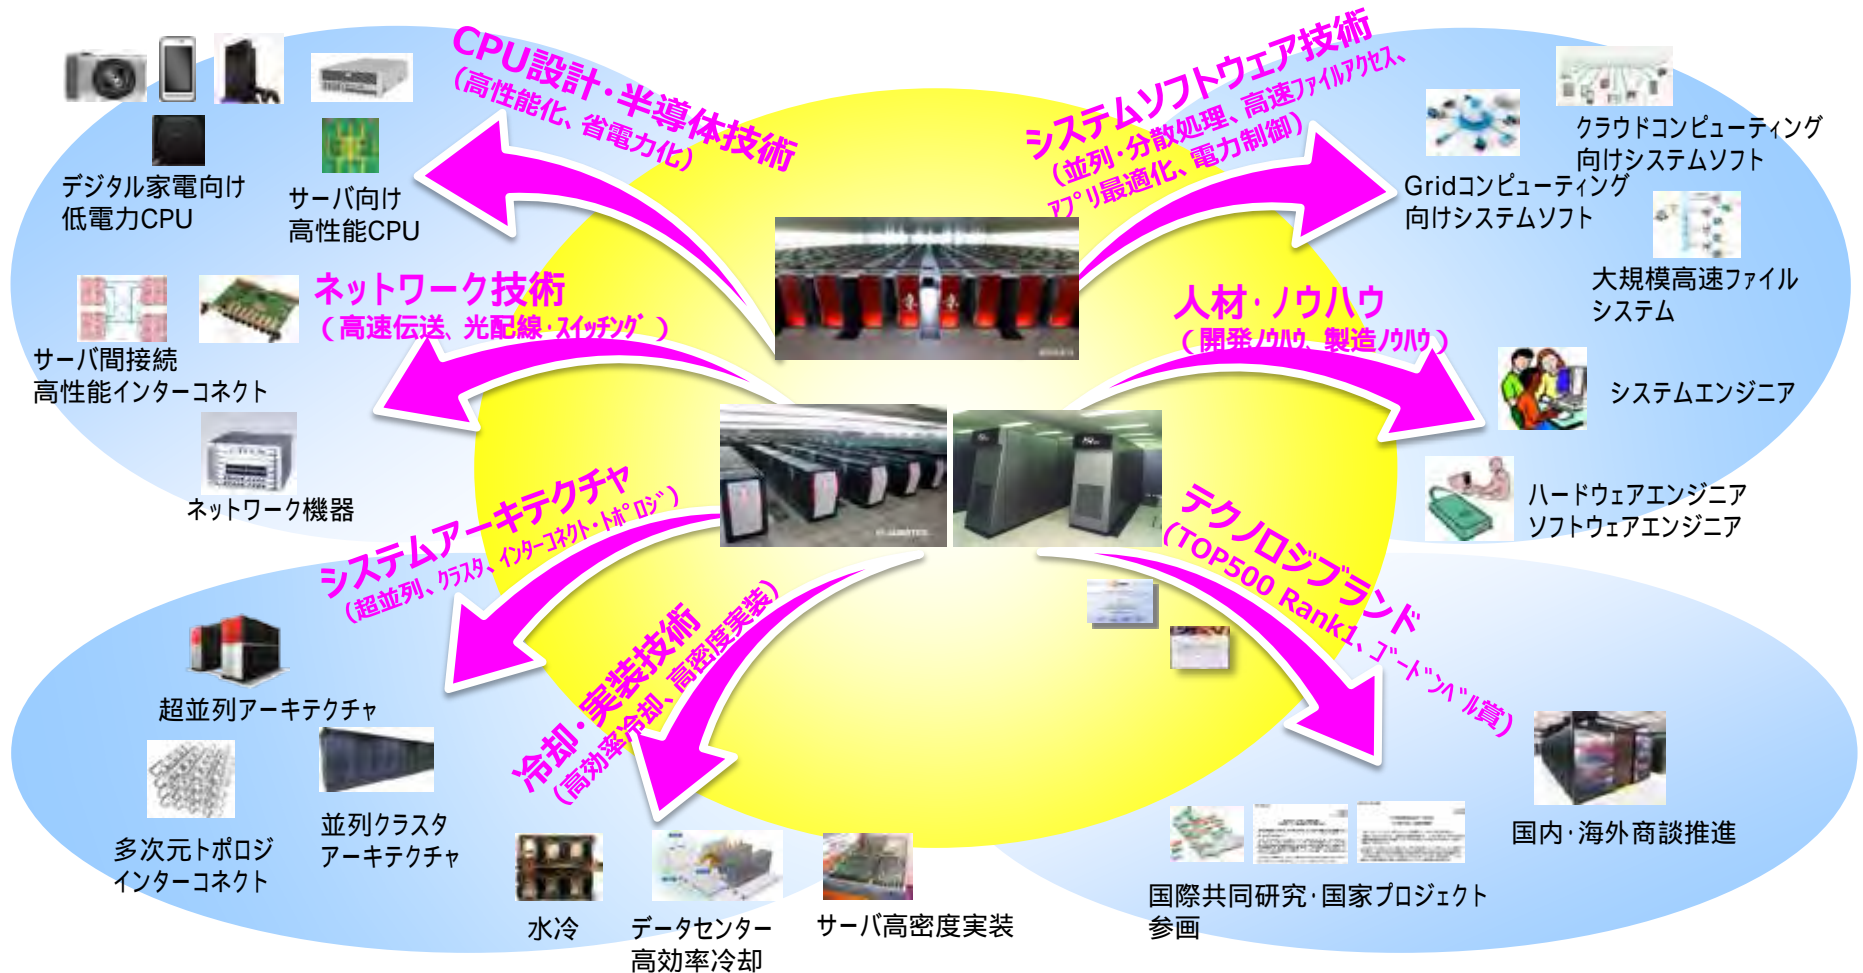 CPU設計・半導体技術
（高性能化、省電力化）
デジタル家電向け
低電力CPU
サーバ向け
高性能CPU
ネットワーク技術
（高速伝送、光配線・スイッチング）
サーバ間接続
高性能インターコネクト
ネットワーク機器
システムアーキテクチャ
（超並列、クラスタ、インターコネクト・トポロジ）
超並列アーキテクチャ
多次元トポロジ
インターコネクト
並列クラスタ
アーキテクチャ
冷却・実装技術
（高効率冷却、高密度実装）
水冷
データセンター
高効率冷却
サーバ高密度実装
システムソフトウェア技術
（並列・分散処理、高速ファイルアクセス、
アプリ最適化、電力制御）
クラウドコンピューティング
向けシステムソフト
Gridコンピューティング
向けシステムソフト
大規模高速ファイル
システム
人材・ノウハウ
（開発ノウハウ、製造ノウハウ）
システムエンジニア
ハードウェアエンジニア
ソフトウェアエンジニア
テクノロジブランド
（TOP500 Rank1、ゴードンベル賞）
国内・海外商談推進
国際共同研究・国家プロジェクト
参画